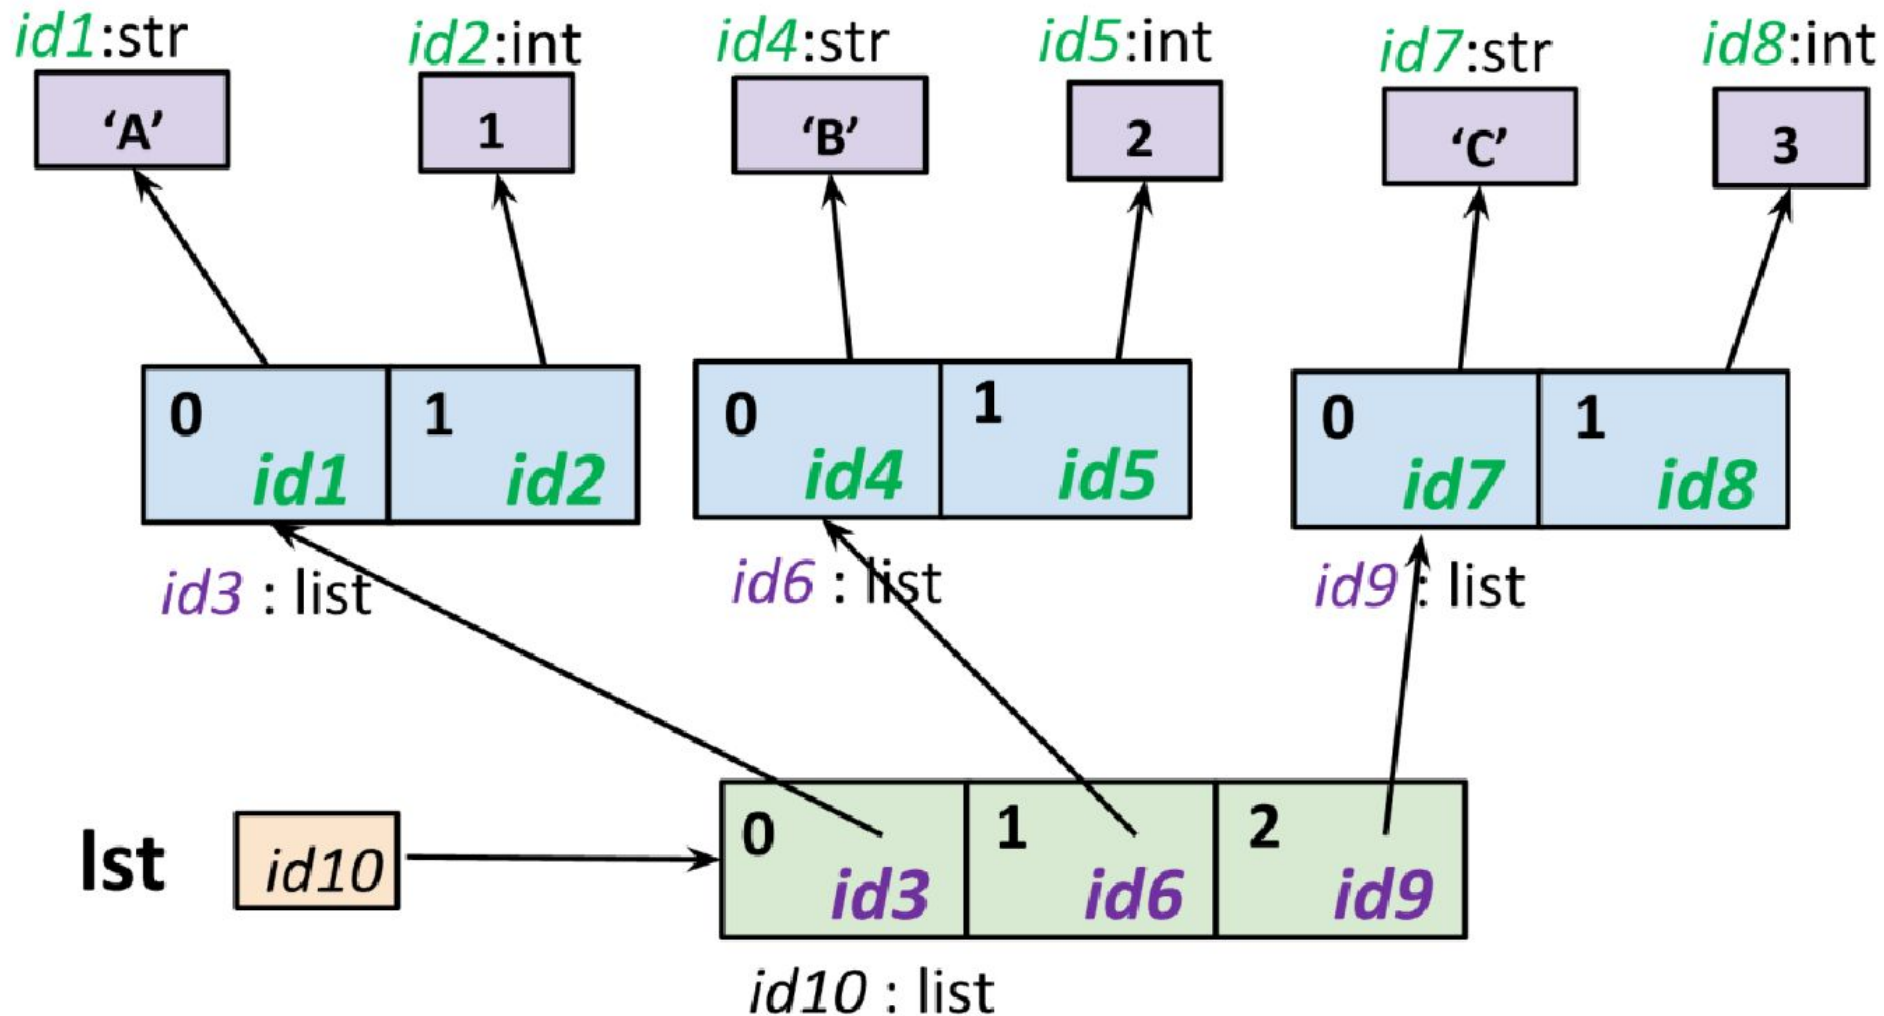 id1:str id2:int id4:str id5:int id7:str id8:int
‘A’ 1 ‘B’ 2 ‘C’ 3
0 1 0 1 0 1
id1 id2 id4 id5 id7 id8
id3 : list id6 : list id9 : list
0 1 2
lst id10 id3 id6 id9
id10 : list